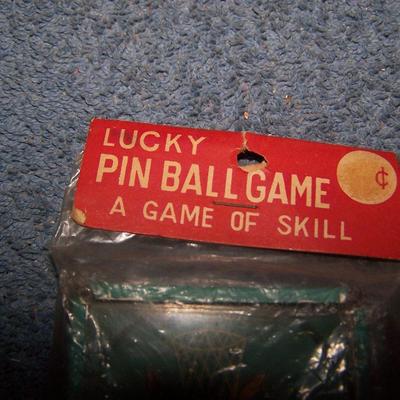 LUCKY
PIN BALL GAME
¢
A GAME OF SKILL